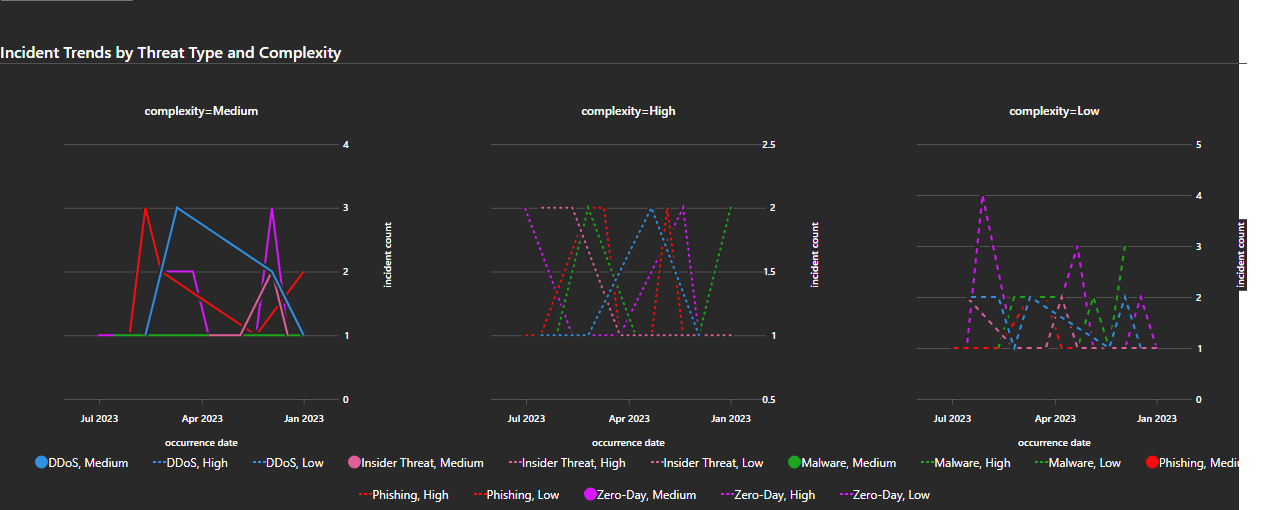 Incident Trends by Threat Type and Complexity
complexity=Medium
complexity=High
complexity=Low
4
3
2
1
0
incident count
2.5
2
1.5
1
0.5
incident count
5
4
3
2
1
0
incident count
Jul 2023 Apr 2023 Jan 2023
Jul 2023 Apr 2023 Jan 2023
Jul 2023 Apr 2023 Jan 2023
occurrence date
occurrence date
occurrence date
DDoS, Medium DDoS, High DDoS, Low Insider Threat, Medium Insider Threat, High Insider Threat, Low Malware, Medium Malware, High Malware, Low Phishing, Mediu
Phishing, High Phishing, Low Zero-Day, Medium Zero-Day, High Zero-Day, Low